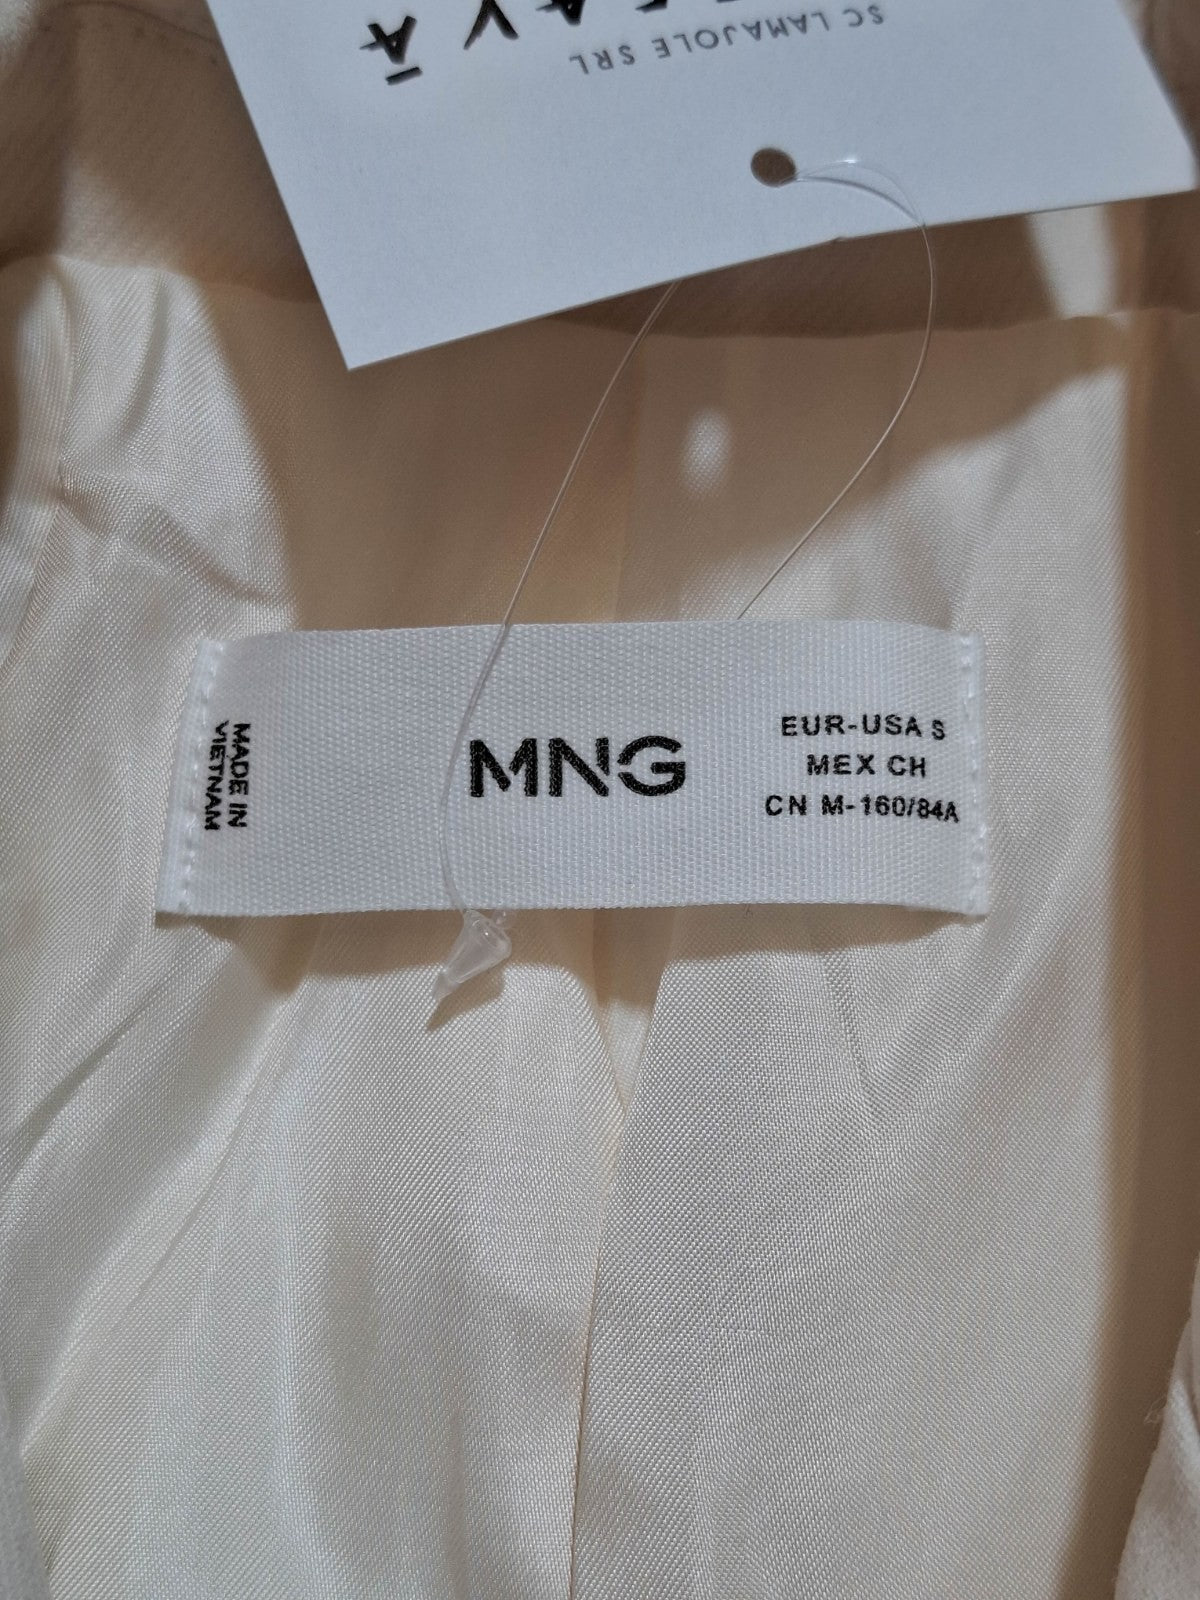 SC LAMAJOLE SRL
MADE IN
VIETNAM
MNG
EUR-USA S
MEX CH
CN M-160/84A